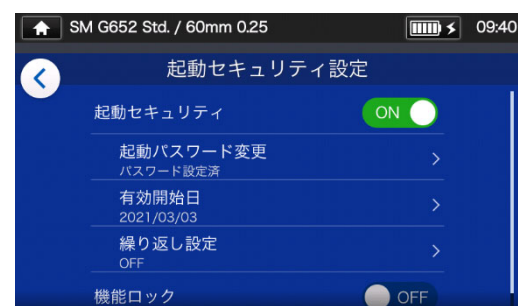 SM G652 Std. / 60mm 0.25
09:40
起動セキュリティ設定
起動セキュリティ
ON
起動パスワード変更
パスワード設定済
有効開始日
2021/03/03
繰り返し設定
OFF
機能ロック
OFF